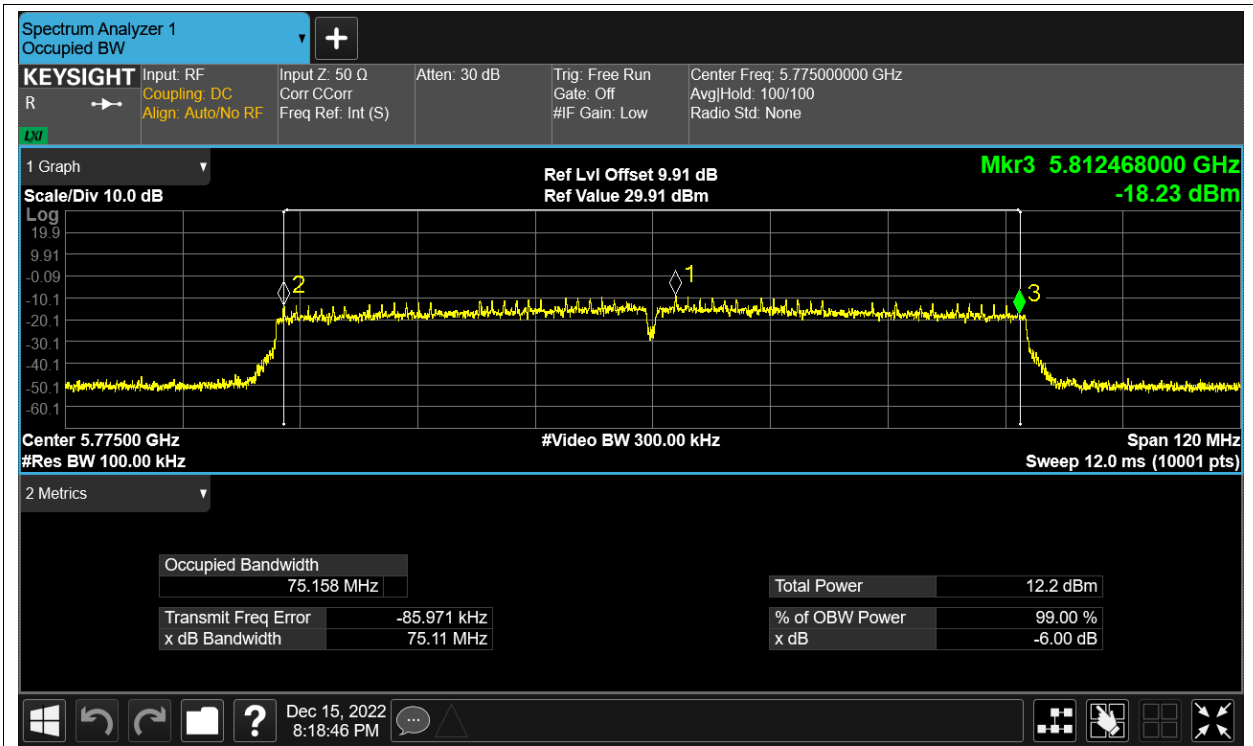 Spectrum Analyzer 1
Occupied BW
KEYSIGHT
R
LXI
Input: RF
Coupling: DC
Align: Auto/No RF
Input Z: 50 Ω
Corr CCorr
Freq Ref: Int (S)
Atten: 30 dB
Trig: Free Run
Gate: Off
#IF Gain: Low
Center Freq: 5.775000000 GHz
Avg|Hold: 100/100
Radio Std: None
1 Graph
Scale/Div 10.0 dB
Ref Lvl Offset 9.91 dB
Ref Value 29.91 dBm
Mkr3 5.812468000 GHz
-18.23 dBm
Log
19.9
9.91
-0.09
-10.1
-20.1
-30.1
-40.1
-50.1
-60.1
2
1
3
Center 5.77500 GHz
#Res BW 100.00 kHz
#Video BW 300.00 kHz
Span 120 MHz
Sweep 12.0 ms (10001 pts)
2 Metrics
Occupied Bandwidth
75.158 MHz
Transmit Freq Error -85.971 kHz
x dB Bandwidth 75.11 MHz
Total Power 12.2 dBm
% of OBW Power 99.00 %
x dB -6.00 dB
?
Dec 15, 2022
8:18:46 PM